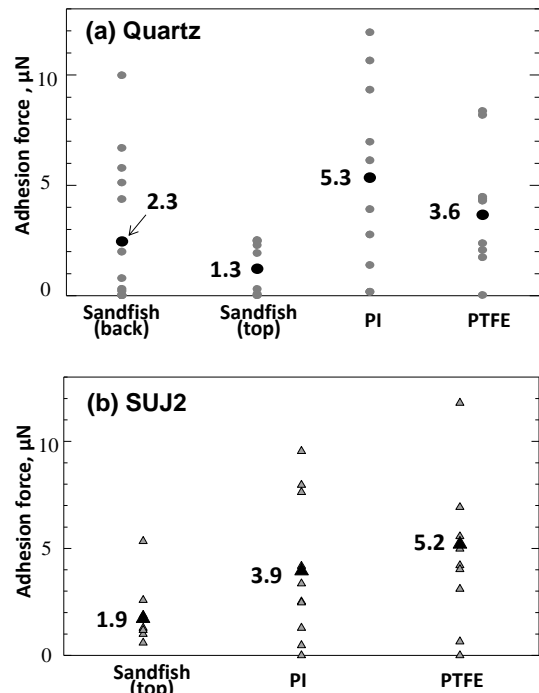 (a) Quartz
Adhesion force , µN
10
5
0
2.3
1.3
5.3
3.6
Sandfish
(back)
Sandfish
(top)
PI
PTFE
(b) SUJ2
Adhesion force, µN
10
5
0
1.9
3.9
5.2
Sandfish
(top)
PI
PTFE